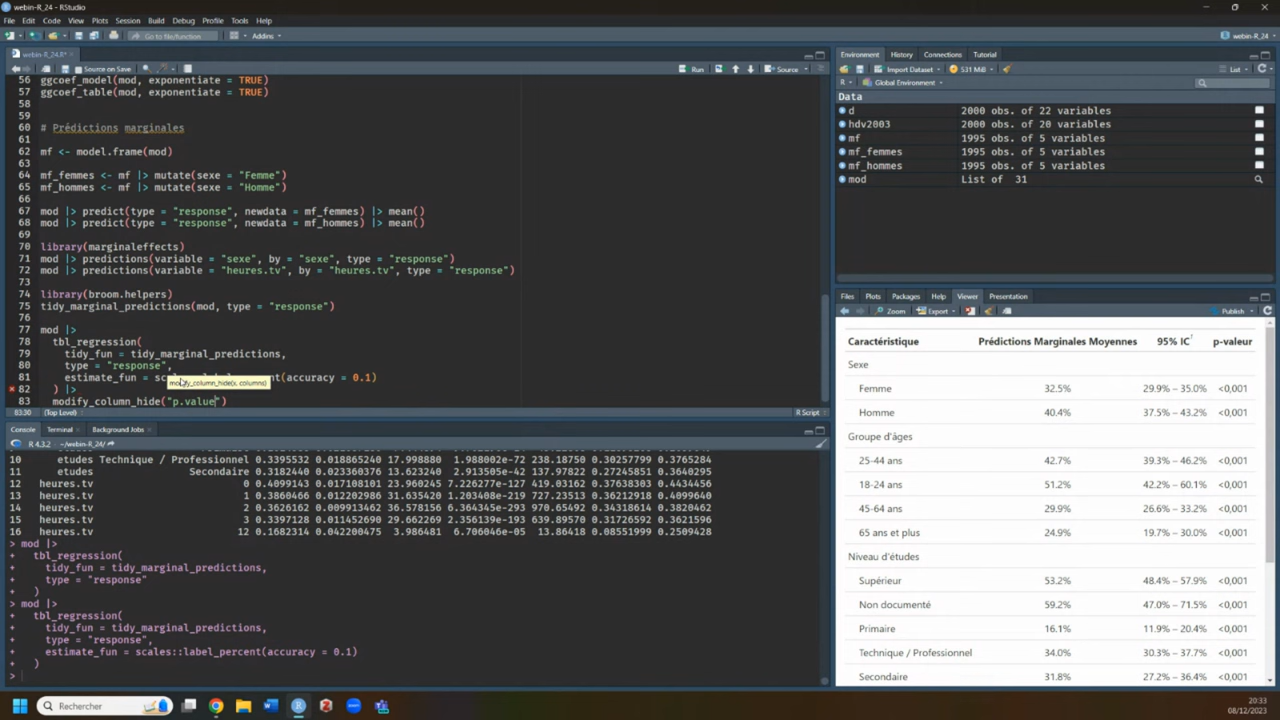 webin-R_24 - RStudio
File Edit Code View Plots Session Build Debug Profile Tools Help
Go to file/function Addins webin-R_24
webin-R_24.R*
Source on Save Run Source
56 ggcoef_model(mod, exponentiate = TRUE)
57 ggcoef_table(mod, exponentiate = TRUE)
58
59
60 # Prédictions marginales
61
62 mf <- model.frame(mod)
63
64 mf_femmes <- mf |> mutate(sexe = "Femme")
65 mf_hommes <- mf |> mutate(sexe = "Homme")
66
67 mod |> predict(type = "response", newdata = mf_femmes) |> mean()
68 mod |> predict(type = "response", newdata = mf_hommes) |> mean()
69
70 library(marginaleffects)
71 mod |> predictions(variable = "sexe", by = "sexe", type = "response")
72 mod |> predictions(variable = "heures.tv", by = "heures.tv", type = "response")
73
74 library(broom.helpers)
75 tidy_marginal_predictions(mod, type = "response")
76
77 mod |>
78 tbl_regression(
79 tidy_fun = tidy_marginal_predictions,
80 type = "response",
81 estimate_fun = (accuracy = 0.1)
modify_column_hide(x, columns)
82 ) |>
83 modify_column_hide("p.value")
83:30 (Top Level) R Script
Console Terminal Background Jobs
R 4.3.2 · ~/webin-R_24/
10 etudes Technique / Professionnel 0.3395532 0.018865240 17.998880 1.988072e-72 238.18750 0.30257799 0.3765284
11 etudes Secondaire 0.3182440 0.023360376 13.623240 2.913505e-42 137.97822 0.27245851 0.3640295
12 heures.tv 0 0.4099143 0.017108101 23.960245 7.226277e-127 419.03162 0.37638303 0.4434456
13 heures.tv 1 0.3860466 0.012202986 31.635420 1.203408e-219 727.23513 0.36212918 0.4099640
14 heures.tv 2 0.3626162 0.009913462 36.578156 6.364345e-293 970.65493 0.34318614 0.3820462
15 heures.tv 3 0.3397128 0.011452690 29.662269 2.356139e-193 639.89570 0.31726592 0.3621596
16 heures.tv 12 0.1682314 0.042200475 3.986481 6.706046e-05 13.86418 0.08551999 0.2509428
> mod |>
+ tbl_regression(
+ tidy_fun = tidy_marginal_predictions,
+ type = "response"
+ )
> mod |>
+ tbl_regression(
+ tidy_fun = tidy_marginal_predictions,
+ type = "response",
+ estimate_fun = scales::label_percent(accuracy = 0.1)
+ )
>
Environment History Connections Tutorial
Import Dataset 531 MiB List
R Global Environment
Data
d 2000 obs. of 22 variables
hdv2003 2000 obs. of 20 variables
mf 1995 obs. of 5 variables
mf_femmes 1995 obs. of 5 variables
mf_hommes 1995 obs. of 5 variables
mod List of 31
Files Plots Packages Help Viewer Presentation
Zoom Export Publish
Caractéristique Prédictions Marginales Moyennes 95% IC¹ p-valeur
Sexe
Femme 32.5% 29.9% – 35.0% <0,001
Homme 40.4% 37.5% – 43.2% <0,001
Groupe d'âges
25-44 ans 42.7% 39.3% – 46.2% <0,001
18-24 ans 51.2% 42.2% – 60.1% <0,001
45-64 ans 29.9% 26.6% – 33.2% <0,001
65 ans et plus 24.9% 19.7% – 30.0% <0,001
Niveau d'études
Supérieur 53.2% 48.4% – 57.9% <0,001
Non documenté 59.2% 47.0% – 71.5% <0,001
Primaire 16.1% 11.9% – 20.4% <0,001
Technique / Professionnel 34.0% 30.3% – 37.7% <0,001
Secondaire 31.8% 27.2% – 36.4% <0,001
Rechercher
20:33
08/12/2023